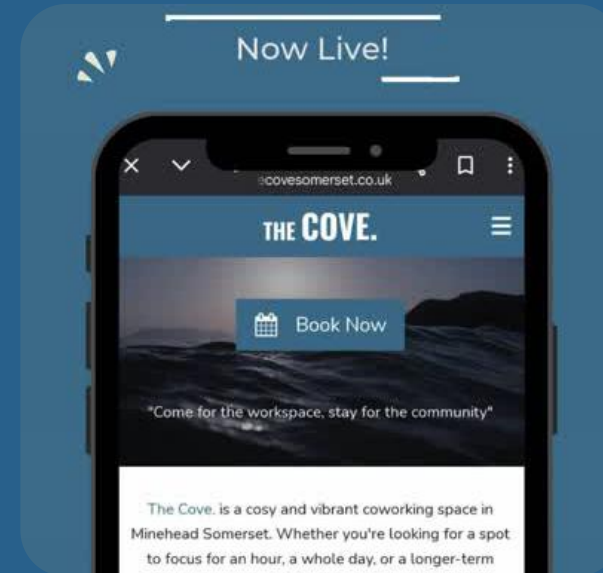 Now Live!
covesomerset.co.uk
THE COVE.
Book Now
"Come for the workspace, stay for the community"
The Cove. is a cosy and vibrant coworking space in
Minehead Somerset. Whether you're looking for a spot
to focus for an hour, a whole day, or a longer-term